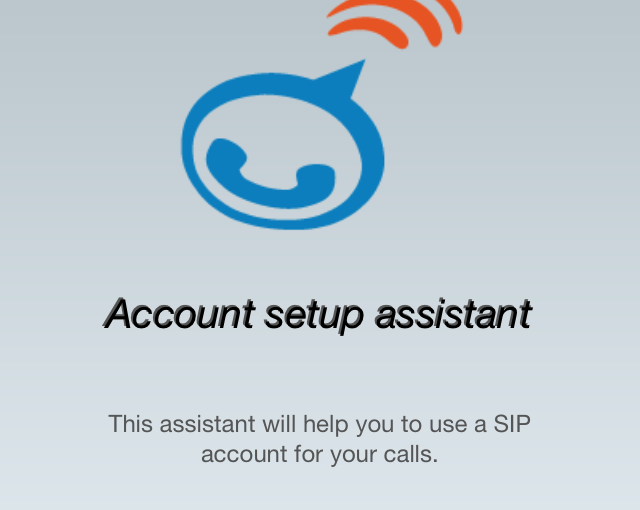 Account setup assistant
This assistant will help you to use a SIP
account for your calls.